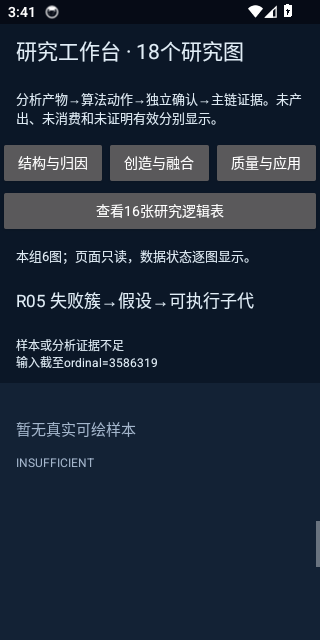 3:41
研究工作台 · 18个研究图
分析产物→算法动作→独立确认→主链证据。未产
出、未消费和未证明有效分别显示。
结构与归因
创造与融合
质量与应用
查看16张研究逻辑表
本组6图；页面只读，数据状态逐图显示。
R05 失败簇→假设→可执行子代
样本或分析证据不足
输入截至ordinal=3586319
暂无真实可绘样本
INSUFFICIENT